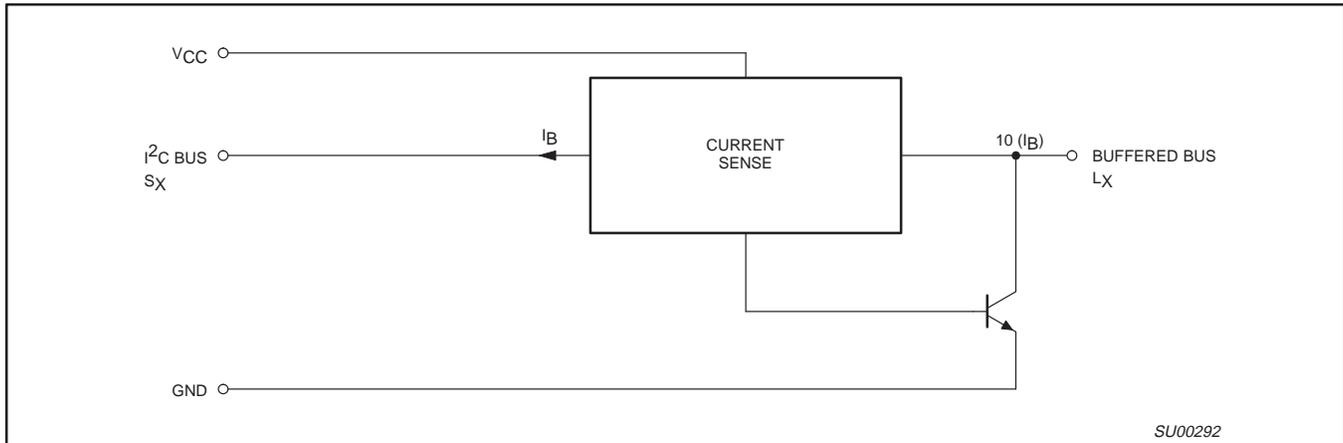 VCC
I2C BUS
SX
IB
CURRENT
SENSE
10 (IB)
BUFFERED BUS
LX
GND
SU00292